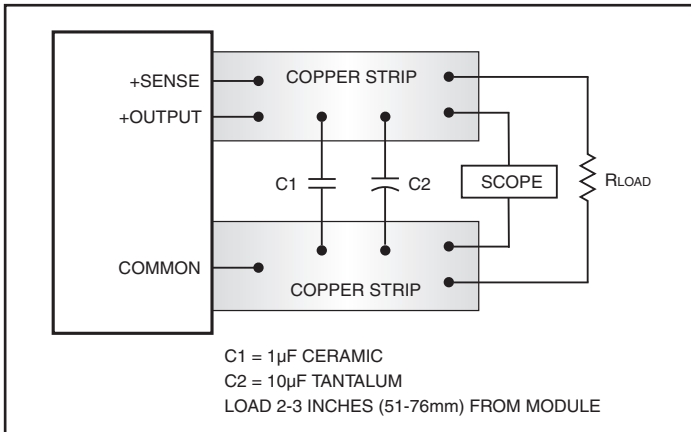 +SENSE
COPPER STRIP
+OUTPUT
C1
C2
SCOPE
RLOAD
COMMON
COPPER STRIP
C1 = 1µF CERAMIC
C2 = 10µF TANTALUM
LOAD 2-3 INCHES (51-76mm) FROM MODULE